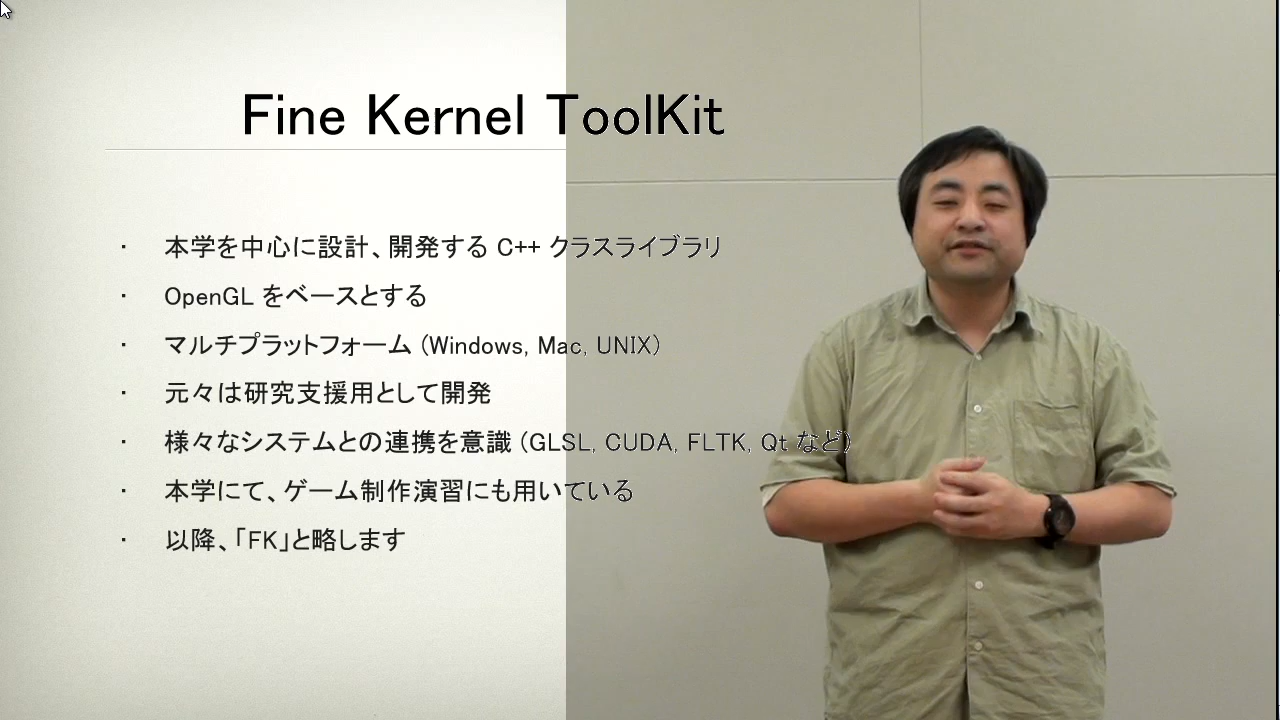 Fine Kernel ToolKit
・ 本学を中心に設計、開発する C++ クラスライブラリ
・ OpenGL をベースとする
・ マルチプラットフォーム (Windows, Mac, UNIX)
・ 元々は研究支援用として開発
・ 様々なシステムとの連携を意識 (GLSL, CUDA, FLTK, Qt など)
・ 本学にて、ゲーム制作演習にも用いている
・ 以降、「FK」と略します